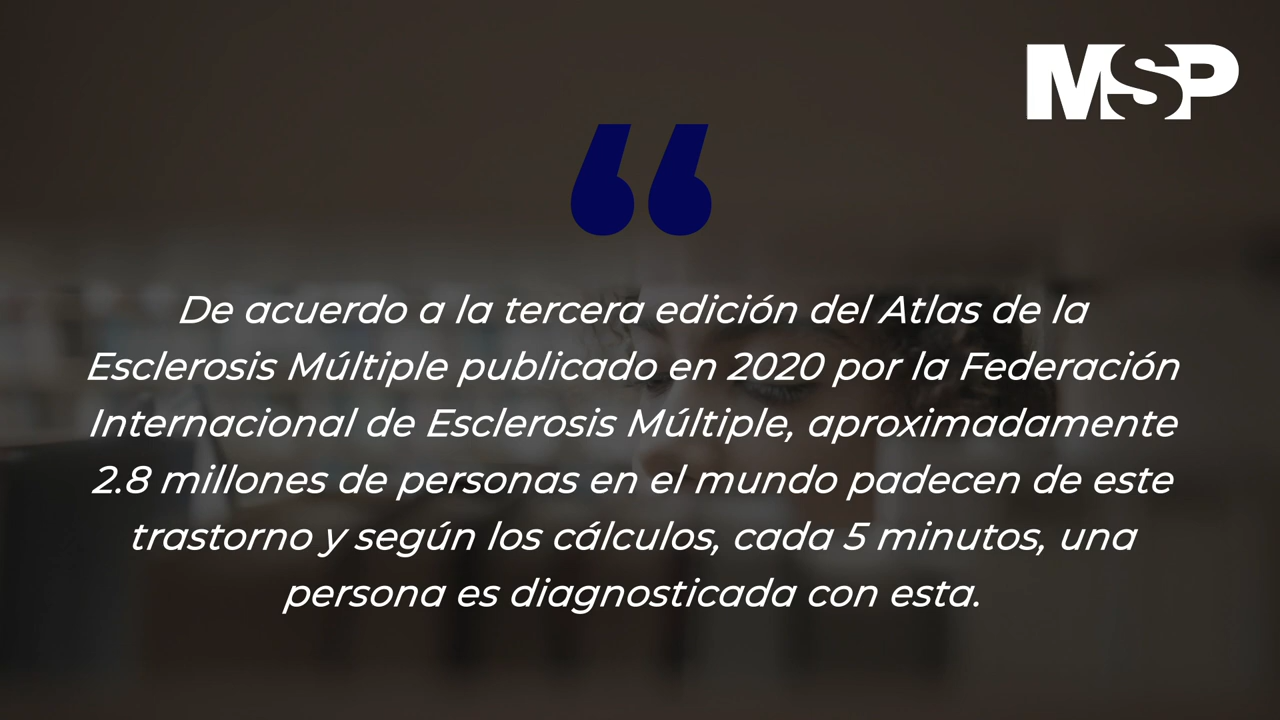 MSP
“
De acuerdo a la tercera edición del Atlas de la
Esclerosis Múltiple publicado en 2020 por la Federación
Internacional de Esclerosis Múltiple, aproximadamente
2.8 millones de personas en el mundo padecen de este
trastorno y según los cálculos, cada 5 minutos, una
persona es diagnosticada con esta.